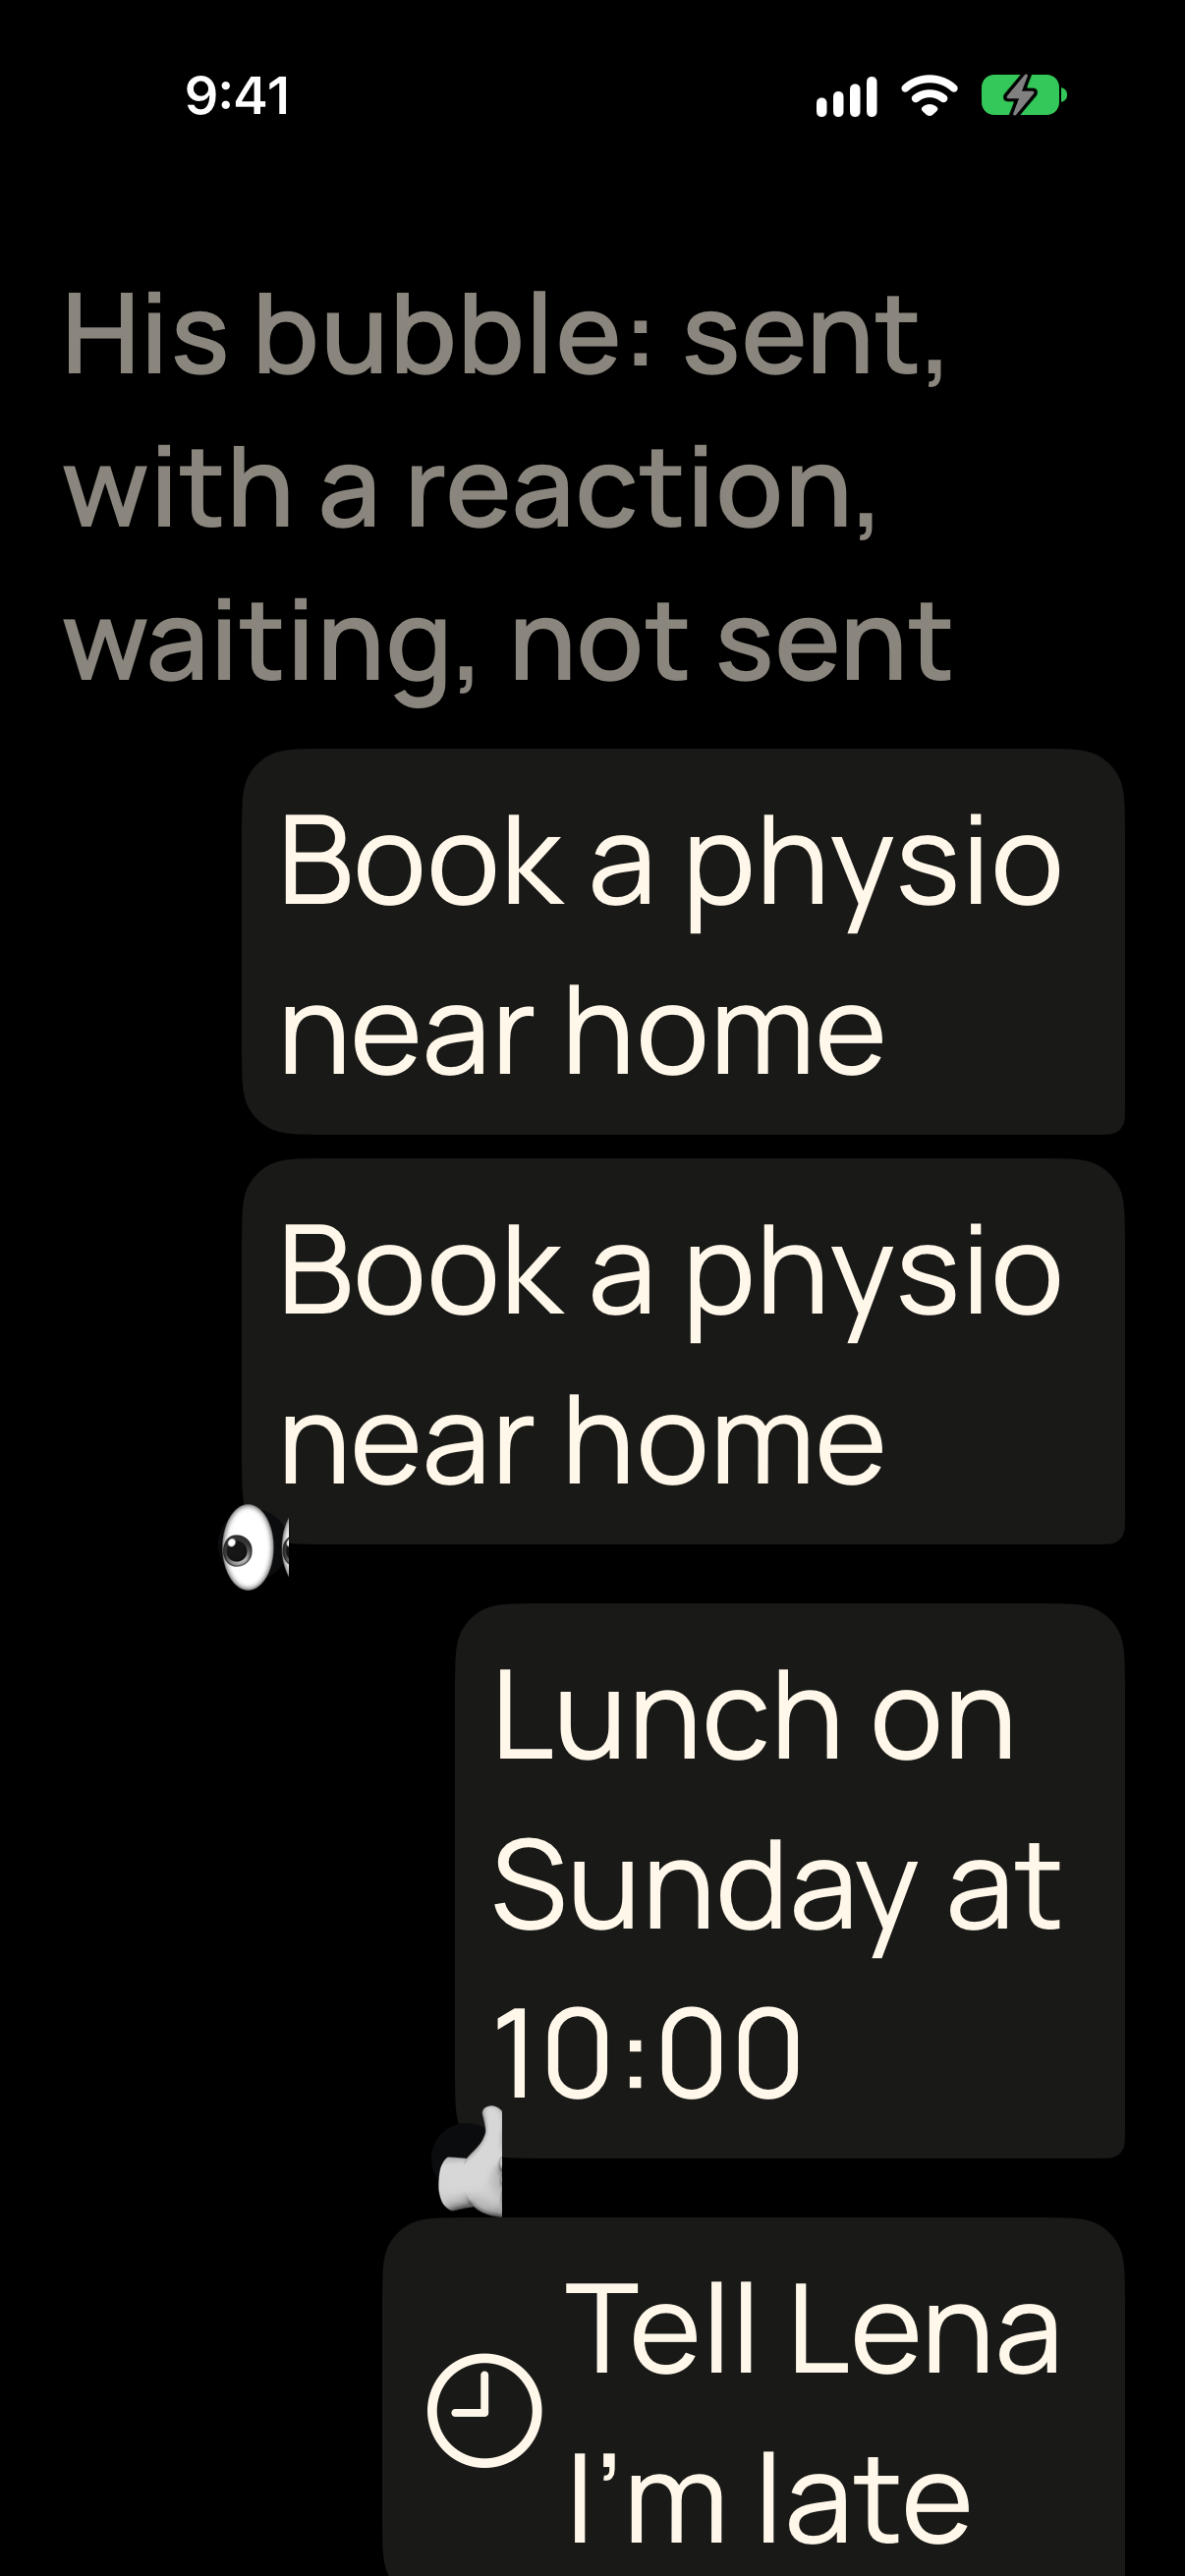 9:41
His bubble: sent,
with a reaction,
waiting, not sent
Book a physio
near home
Book a physio
near home
Lunch on
Sunday at
10:00
Tell Lena
I’m late